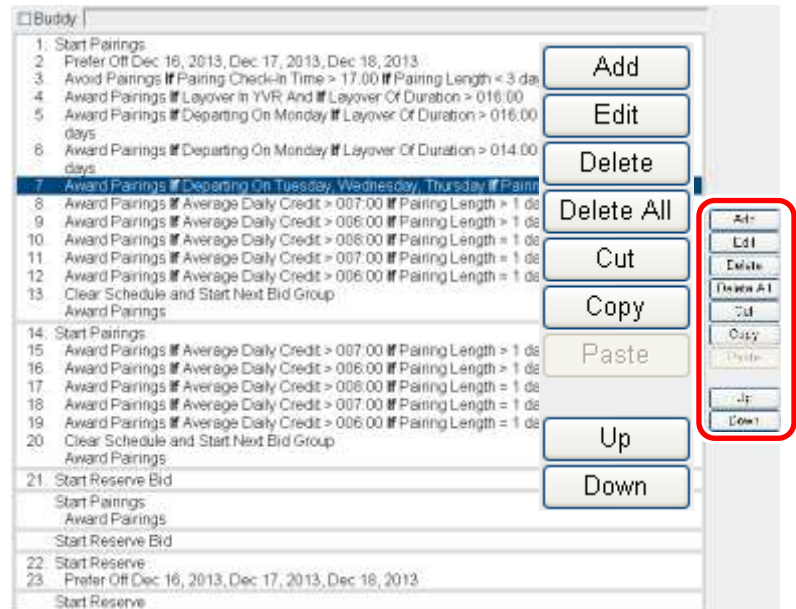 Buddy
1. Start Pairings
2 Prefer Off Dec 16, 2013, Dec 17, 2013, Dec 18, 2013
3. Avoid Pairings If Pairing Check-In Time > 17.00 If Pairing Length < 3 da
4. Award Pairings If Layover In YVR And If Layover Of Duration > 016:00
5 Award Pairings If Departing On Monday If Layover Of Duration > 016:00
days
6. Award Pairings If Departing On Monday If Layover Of Duration > 014:00
days
7 Award Pairings If Departing On Tuesday, Wednesday, Thursday If Pairin
8 Award Pairings If Average Daily Credit > 007:00 If Pairing Length > 1 da
9 Award Pairings If Average Daily Credit > 006:00 If Pairing Length > 1 da
10. Award Pairings If Average Daily Credit > 008:00 If Pairing Length = 1 da
11. Award Pairings If Average Daily Credit > 007:00 If Pairing Length = 1 da
12. Award Pairings If Average Daily Credit > 006:00 If Pairing Length = 1 da
13. Clear Schedule and Start Next Bid Group
Award Pairings
14. Start Pairings
15 Award Pairings If Average Daily Credit > 007:00 If Pairing Length > 1 da
16. Award Pairings If Average Daily Credit > 006:00 If Pairing Length > 1 da
17. Award Pairings If Average Daily Credit > 008:00 If Pairing Length = 1 da
18 Award Pairings If Average Daily Credit > 007:00 If Pairing Length = 1 da
19 Award Pairings If Average Daily Credit > 006:00 If Pairing Length = 1 da
20 Clear Schedule and Start Next Bid Group
Award Pairings
21. Start Reserve Bid
Start Pairings
Award Pairings
Start Reserve Bid
22. Start Reserve
23. Prefer Off Dec 16, 2013, Dec 17, 2013, Dec 18, 2013
Start Reserve
Add
Edit
Delete
Delete All
Cut
Copy
Paste
Up
Down
Add
Edit
Delete
Delete All
Cut
Copy
Paste
Up
Down